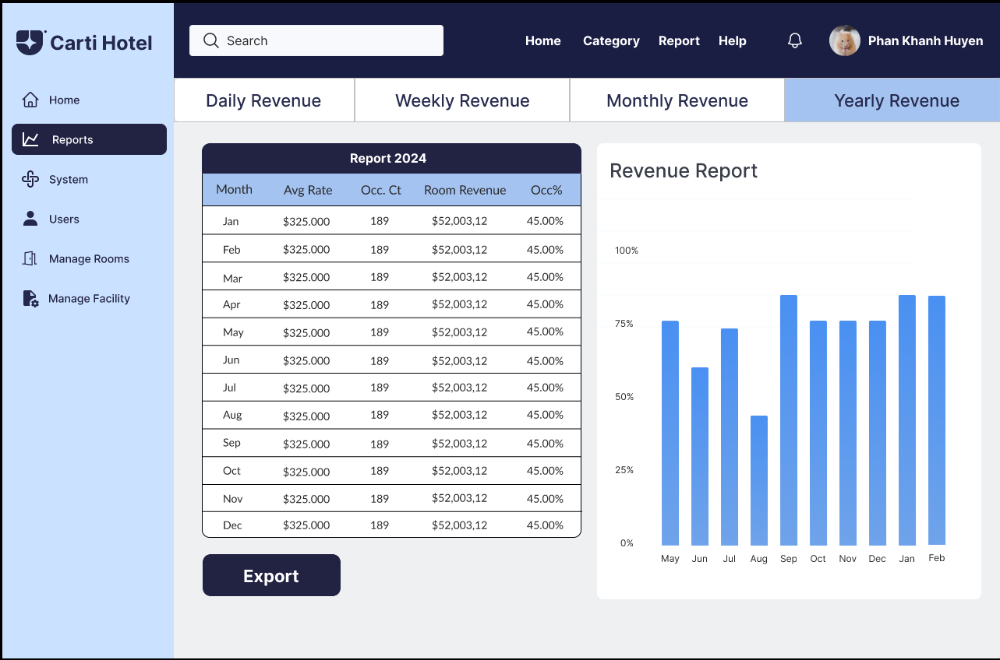 Carti Hotel
Search
Home Category Report Help
Phan Khanh Huyen
Home
Reports
System
Users
Manage Rooms
Manage Facility
Daily Revenue Weekly Revenue Monthly Revenue Yearly Revenue
Report 2024
Month Avg Rate Occ. Ct Room Revenue Occ%
Jan $325.000 189 $52,003,12 45.00%
Feb $325.000 189 $52,003,12 45.00%
Mar $325.000 189 $52,003,12 45.00%
Apr $325.000 189 $52,003,12 45.00%
May $325.000 189 $52,003,12 45.00%
Jun $325.000 189 $52,003,12 45.00%
Jul $325.000 189 $52,003,12 45.00%
Aug $325.000 189 $52,003,12 45.00%
Sep $325.000 189 $52,003,12 45.00%
Oct $325.000 189 $52,003,12 45.00%
Nov $325.000 189 $52,003,12 45.00%
Dec $325.000 189 $52,003,12 45.00%
Export
Revenue Report
100%
75%
50%
25%
0%
May Jun Jul Aug Sep Oct Nov Dec Jan Feb